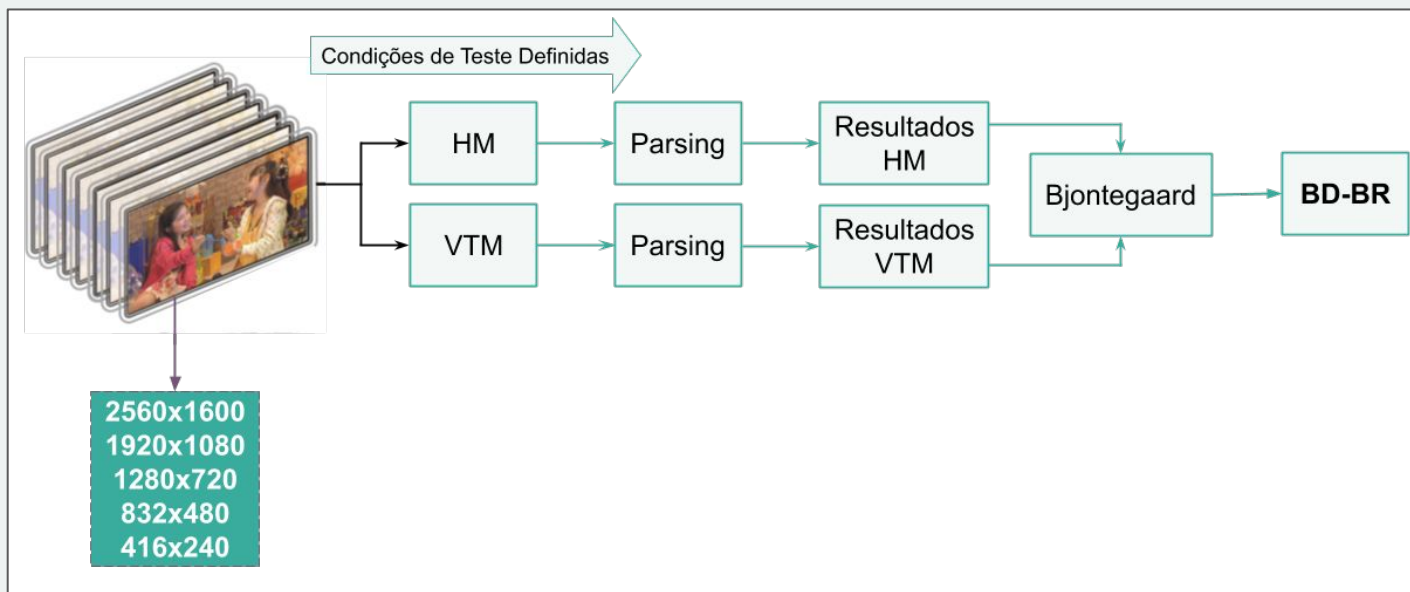 Condições de Teste Definidas
HM
Parsing
Resultados
HM
VTM
Parsing
Resultados
VTM
Bjontegaard
BD-BR
2560x1600
1920x1080
1280x720
832x480
416x240